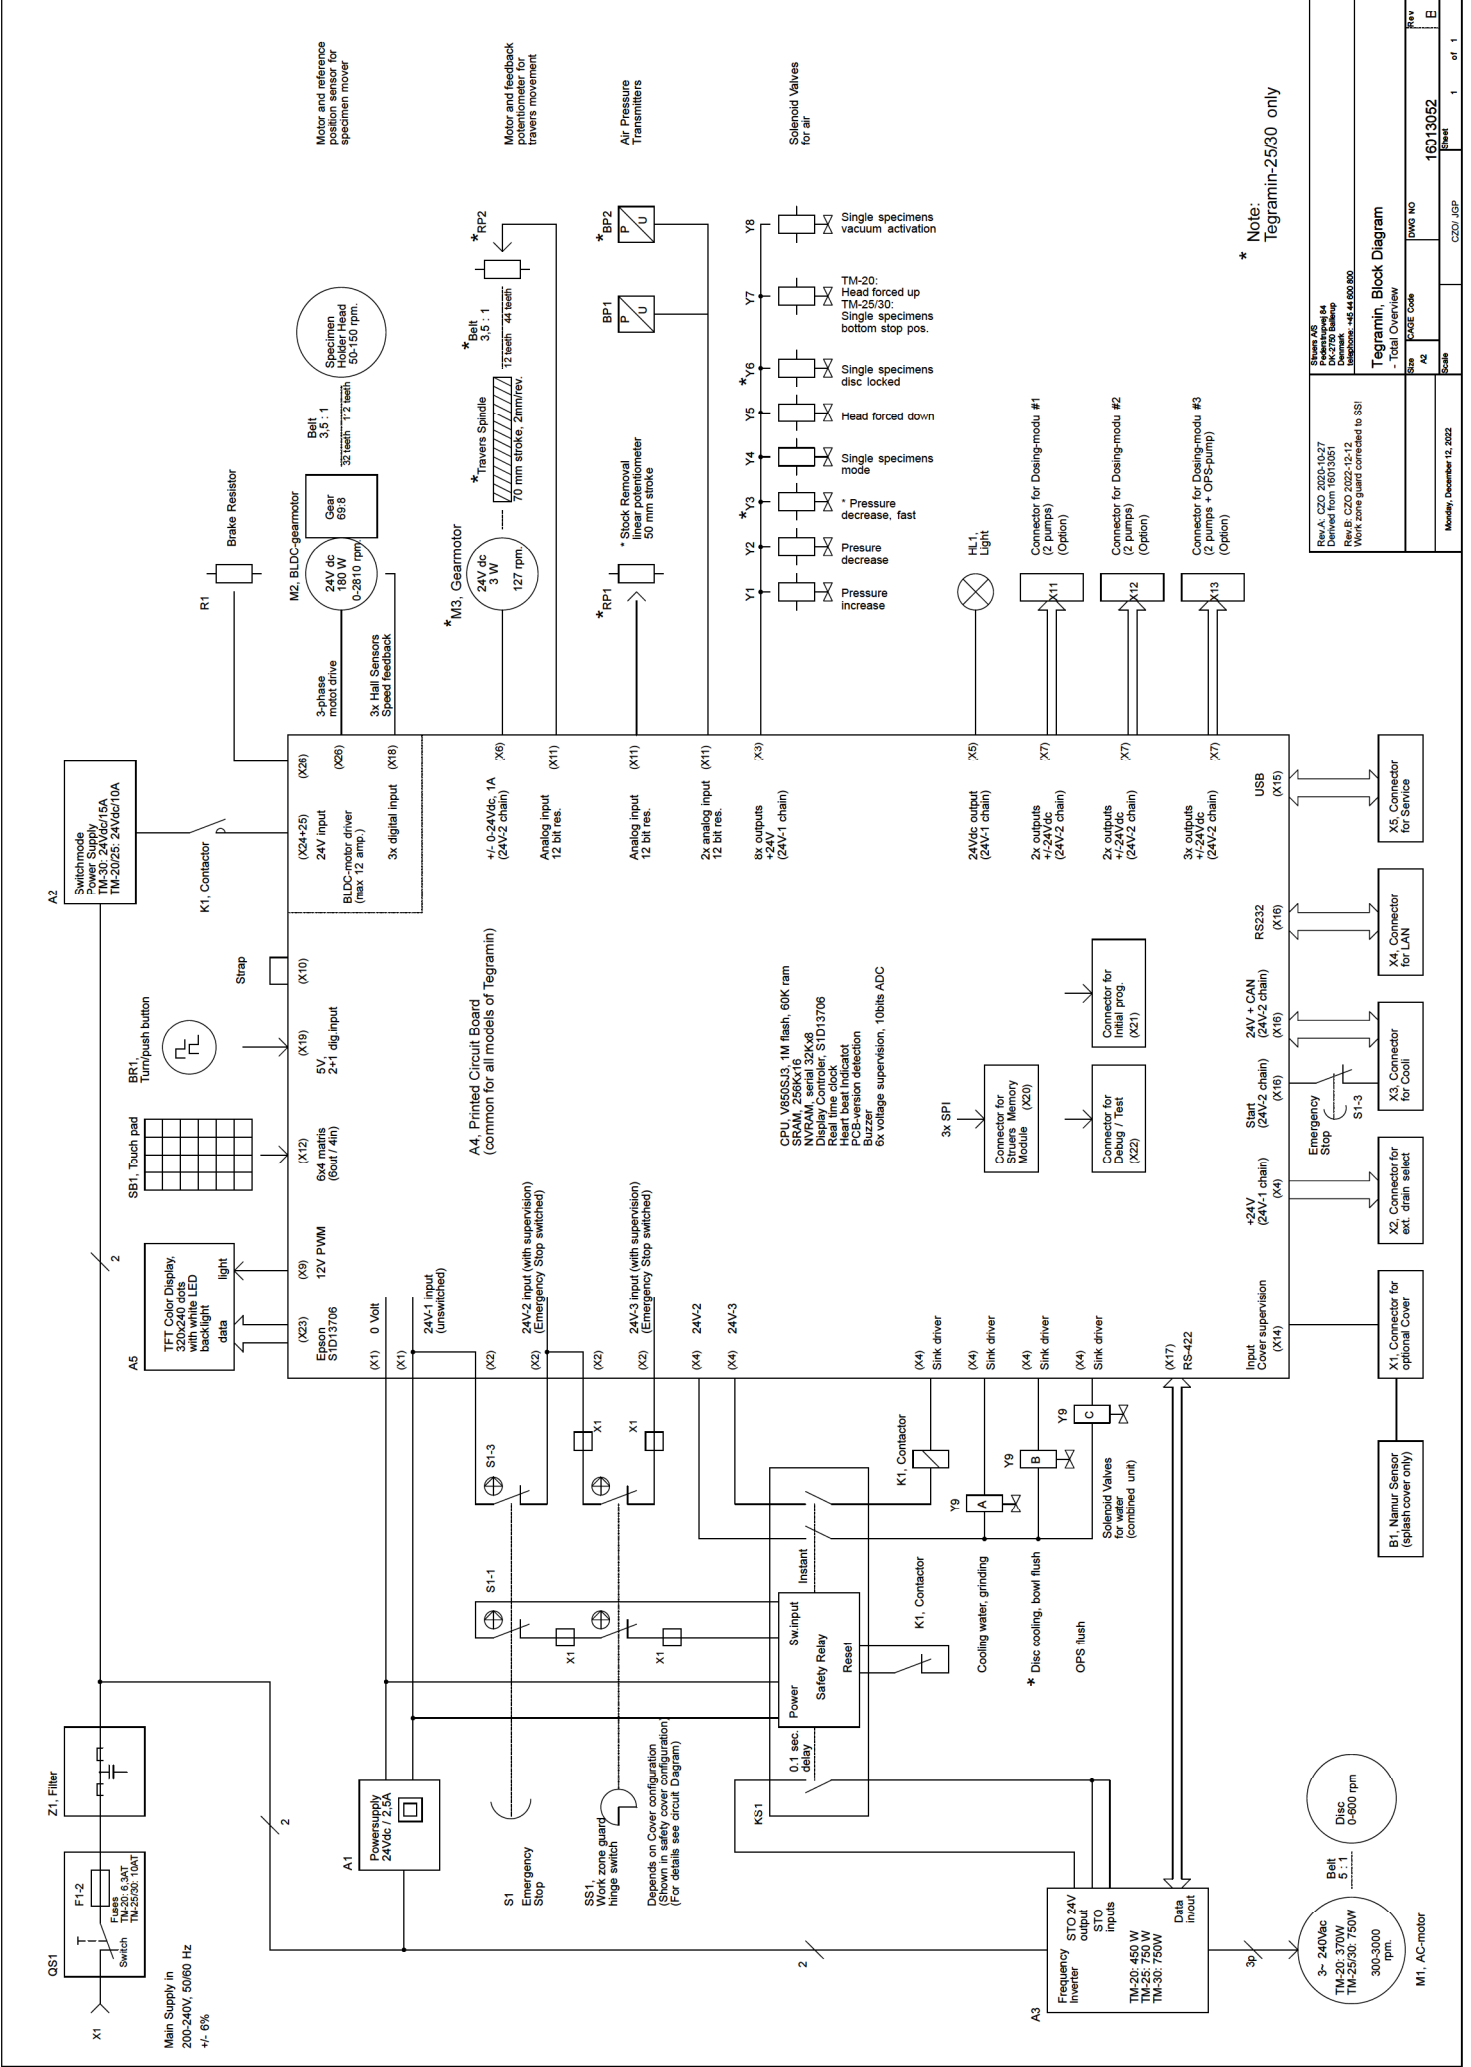 X1
Main Supply in
200-240V, 50/60 Hz
+/- 6%
QS1
Switch
F1-2
Fuses
TM-20: 6,3AT
TM-25/30: 10AT
Z1, Filter
2
2
A1
Powersupply
24Vdc / 2,5A
A5
TFT Color Display,
320x240 dots
with white LED
backlight
data
light
SB1, Touch pad
BR1,
Turn/push button
Strap
A2
Switchmode
Power Supply
TM-30: 24Vdc/15A
TM-20/25: 24Vdc/10A
K1, Contactor
R1
Brake Resistor
M2, BLDC-gearmotor
24V dc
180 W
0-2810 rpm.
Gear
69:8
Belt
3,5 : 1
32 teeth
12 teeth
Specimen
Holder Head
50-150 rpm.
Motor and reference
position sensor for
specimen mover
3-phase
motot drive
3x Hall Sensors
Speed feedback
*M3, Gearmotor
24V dc
3 W
127 rpm.
*Travers Spindle
70 mm stroke, 2mm/rev.
*Belt
3,5 : 1
12 teeth
44 teeth
*RP2
Motor and feedback
potentiometer for
travers movement
*RP1
* Stock Removal
linear potentiometer
50 mm stroke
BP1
P
U
*BP2
P
U
Air Pressure
Transmitters
Y1
Y2
*Y3
Y4
Y5
*Y6
Y7
Y8
Pressure
increase
Presure
decrease
* Pressure
decrease, fast
Single specimens
mode
Head forced down
Single specimens
disc locked
TM-20:
Head forced up
TM-25/30:
Single specimens
bottom stop pos.
Single specimens
vacuum activation
Solenoid Valves
for air
HL1,
Light
X11
Connector for Dosing-modu #1
(2 pumps)
(Option)
X12
Connector for Dosing-modu #2
(2 pumps)
(Option)
X13
Connector for Dosing-modu #3
(2 pumps + OPS-pump)
(Option)
* Note:
Tegramin-25/30 only
(X23)
Epson
S1D13706
(X9)
12V PWM
(X12)
6x4 matris
(6out / 4in)
(X19)
5V,
2+1 dig.input
(X10)
(X24+25)
24V input
(X26)
(X26)
BLDC-motor driver
(max 12 amp.)
3x digital input
(X18)
(X6)
+/- 0-24Vdc, 1A
(24V-2 chain)
(X11)
Analog input
12 bit res.
(X11)
Analog input
12 bit res.
(X11)
2x analog input
12 bit res.
(X3)
8x outputs
+24V
(24V-1 chain)
(X5)
24Vdc output
(24V-1 chain)
(X7)
2x outputs
+/-24Vdc
(24V-2 chain)
(X7)
2x outputs
+/-24Vdc
(24V-2 chain)
(X7)
3x outputs
+/-24Vdc
(24V-2 chain)
A4, Printed Circuit Board
(common for all models of Tegramin)
CPU, V850SJ3, 1M flash, 60K ram
SRAM, 256Kx16
NVRAM, serial 32Kx8
Display Controler, S1D13706
Real time clock
Heart beat Indicatot
PCB-version detection
Buzzer
6x voltage supervision, 10bits ADC
3x SPI
Connector for
Struers Memory
Module (X20)
Connector for
Debug / Test
(X22)
Connector for
Initial prog.
(X21)
(X1)
0 Volt
(X1)
24V-1 input
(unswitched)
(X2)
(X2)
24V-2 input (with supervision)
(Emergency Stop switched)
(X2)
(X2)
24V-3 input (with supervision)
(Emergency Stop switched)
(X4)
24V-2
(X4)
24V-3
(X4)
Sink driver
(X4)
Sink driver
(X4)
Sink driver
(X4)
Sink driver
(X17)
RS-422
Input
Cover supervision
(X14)
+24V
(24V-1 chain)
(X4)
Start
(24V-2 chain)
(X16)
24V + CAN
(24V-2 chain)
(X16)
RS232
(X16)
USB
(X15)
S1
Emergency
Stop
S1-1
S1-3
X1
X1
X1
X1
SS1,
Work zone guard
hinge switch
Depends on Cover configuration
(Shown in safety cover configuration)
(For details see circuit Dagram)
KS1
0.1 sec.
delay
Power
Sw.input
Safety Relay
Reset
Instant
K1, Contactor
K1, Contactor
Y9
A
Y9
B
Y9
C
Cooling water, grinding
* Disc cooling, bowl flush
OPS flush
Solenoid Valves
for water
(combined unit)
2
A3
Frequency
Inverter
STO 24V
output
STO
inputs
TM-20: 450 W
TM-25: 750 W
TM-30: 750W
Data
in/out
3p
3~ 240Vac
TM-20: 370W
TM-25/30: 750W
300-3000
rpm.
M1, AC-motor
Belt
5 : 1
Disc
0-600 rpm
B1, Namur Sensor
(splash cover only)
X1, Connector for
optional Cover
X2, Connector for
ext. drain select
Emergency
Stop
S1-3
X3, Connector
for Cooli
X4, Connector
for LAN
X5, Connector
for Service
Rev.A: CZO 2020-10-27
Derived from 16013051
Rev.B: CZO 2022-12-12
Work zone guard corrected to SS1
Struers A/S
Pederstrupvej 84
DK-2750 Ballerup
Denmark
telephone: +45 44 600 800
Tegramin, Block Diagram
- Total Overview
Size
A2
CAGE Code
DWG NO
16013052
Rev
B
Monday, December 12, 2022
Scale
CZO/ JGP
Sheet
1 of 1